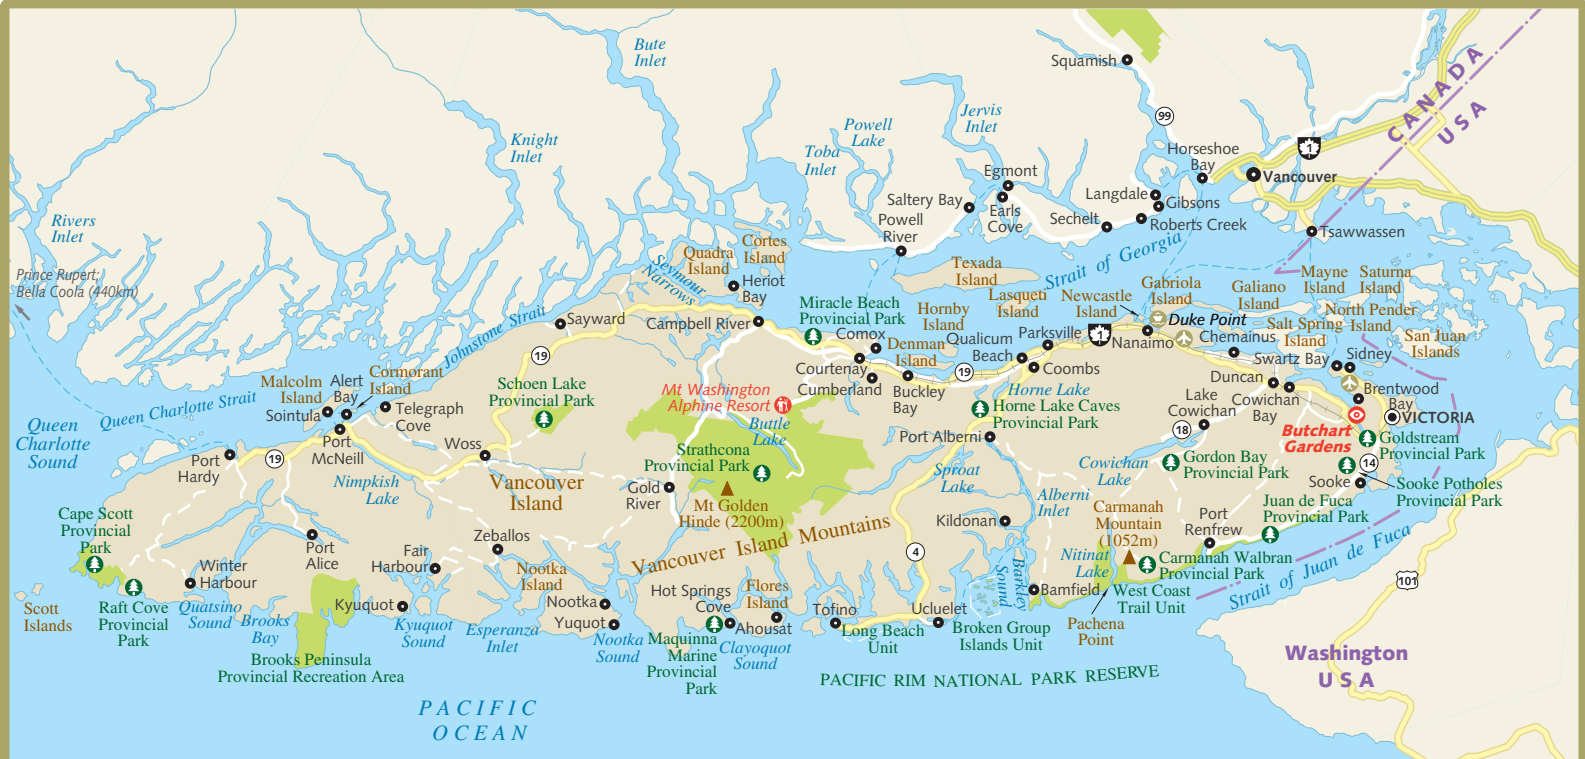 Bute
Inlet
Squamish
CANADA
USA
99
1
Knight
Inlet
Jervis
Inlet
Powell
Lake
Toba
Inlet
Horseshoe
Bay
Vancouver
Egmont
Langdale
Gibsons
Saltery Bay
Earls
Cove
Sechelt
Roberts Creek
Powell
River
Tsawwassen
Rivers
Inlet
Prince Rupert;
Bella Coola (440km)
Strait of Georgia
Cortes
Island
Quadra
Island
Seymour
Narrows
Heriot
Bay
Texada
Island
Lasqueti
Island
Newcastle
Island
Gabriola
Island
Galiano
Island
Mayne
Island
Saturna
Island
North Pender
Island
Salt Spring
Island
San Juan
Islands
Miracle Beach
Provincial Park
Hornby
Island
Denman
Island
Johnstone Strait
Sayward
Campbell River
Comox
Courtenay
Cumberland
Buckley
Bay
Qualicum
Beach
Parksville
1
Nanaimo
Duke Point
Chemainus
Swartz Bay
Sidney
Coombs
19
19
Horne Lake
Horne Lake Caves
Provincial Park
Duncan
Cowichan
Bay
Lake
Cowichan
Brentwood
Bay
VICTORIA
Butchart
Gardens
Goldstream
Provincial Park
18
14
Schoen Lake
Provincial Park
Mt Washington
Alphine Resort
Buttle
Lake
Strathcona
Provincial Park
Malcolm
Island
Alert
Bay
Cormorant
Island
Sointula
Telegraph
Cove
Port
McNeill
Queen Charlotte Strait
Queen
Charlotte
Sound
Port
Hardy
19
Woss
Nimpkish
Lake
Vancouver
Island
Gold
River
Mt Golden
Hinde (2200m)
Vancouver Island Mountains
Port Alberni
Sproat
Lake
Alberni
Inlet
Cowichan
Lake
Gordon Bay
Provincial Park
Sooke
Sooke Potholes
Provincial Park
Juan de Fuca
Provincial Park
Port
Renfrew
Carmanah
Mountain
(1052m)
Kildonan
4
Nitinat
Lake
Carmanah Walbran
Provincial Park
Strait of Juan de Fuca
101
Cape Scott
Provincial
Park
Port
Alice
Zeballos
Fair
Harbour
Winter
Harbour
Raft Cove
Provincial
Park
Scott
Islands
Quatsino
Sound
Brooks
Bay
Brooks Peninsula
Provincial Recreation Area
Kyuquot
Kyuquot
Sound
Esperanza
Inlet
Nootka
Island
Nootka
Yuquot
Nootka
Sound
Hot Springs
Cove
Flores
Island
Ahousat
Maquinna
Marine
Provincial
Park
Clayoquot
Sound
Tofino
Long Beach
Unit
Ucluelet
Barkley
Sound
Broken Group
Islands Unit
Bamfield
West Coast
Trail Unit
Pachena
Point
PACIFIC RIM NATIONAL PARK RESERVE
Washington
USA
PACIFIC
OCEAN